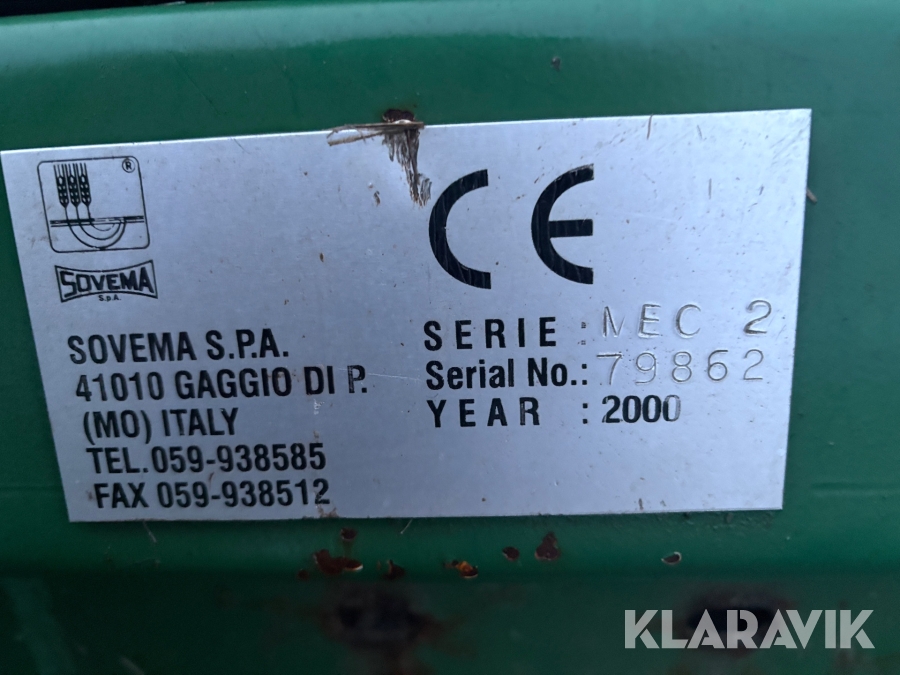 ®
SOVEMA
S.p.A.
CE
SOVEMA S.P.A.
41010 GAGGIO DI P.
(MO) ITALY
TEL.059-938585
FAX 059-938512
SERIE : MEC 2
Serial No.: 79862
YEAR : 2000
KLARAVIK